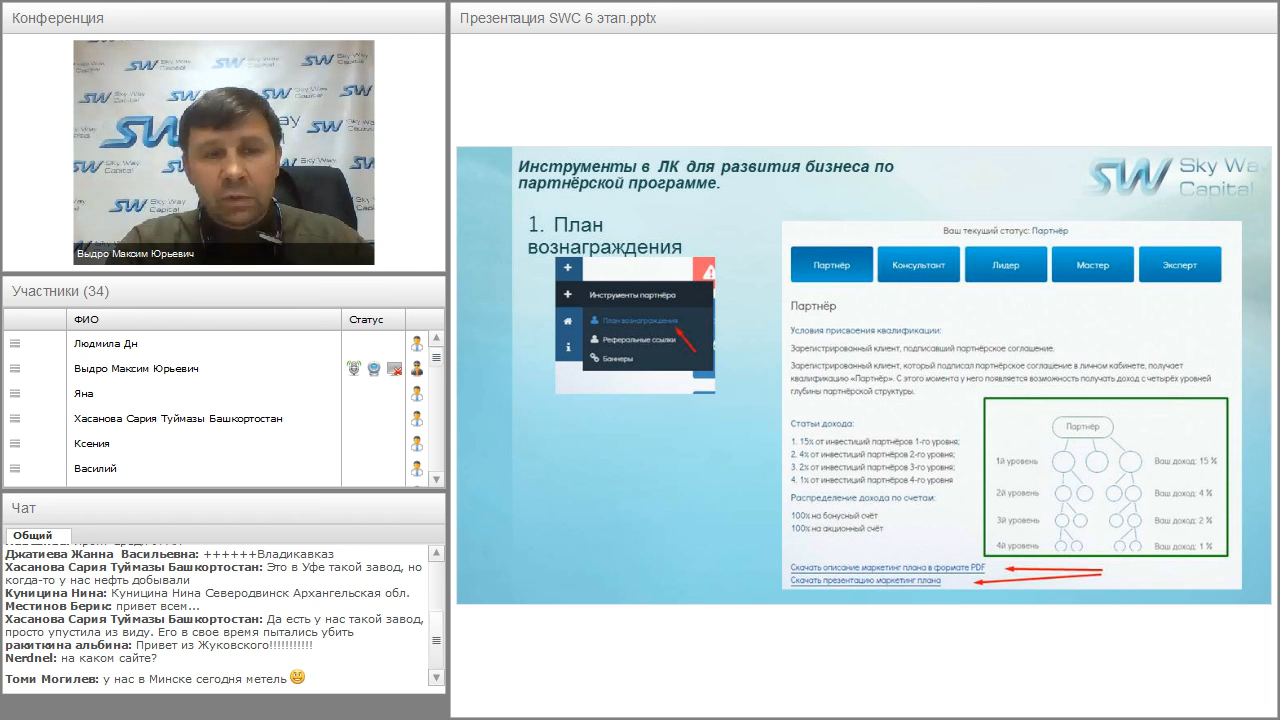 Конференция
Sky Way
Capital
SW
Выдро Максим Юрьевич
Участники (34)
ФИО
Статус
Людмила Дн
Выдро Максим Юрьевич
Яна
Хасанова Сария Туймазы Башкортостан
Ксения
Василий
Чат
Общий
Джатиева Жанна Васильевна: ++++++Владикавказ
Хасанова Сария Туймазы Башкортостан: Это в Уфе такой завод, но
когда-то у нас нефть добывали
Куницина Нина: Куницина Нина Северодвинск Архангельская обл.
Местинов Берик: привет всем...
Хасанова Сария Туймазы Башкортостан: Да есть у нас такой завод,
просто упустила из виду. Его в свое время пытались убить
ракиткина альбина: Привет из Жуковского!!!!!!!!!!!
Nerdnel: на каком сайте?
Томи Могилев: у нас в Минске сегодня метель
Презентация SWC 6 этап.pptx
Инструменты в ЛК для развития бизнеса по
партнёрской программе.
SW Sky Wa
Capital
1. План
вознаграждения
Инструменты партнёра
План вознаграждения
Реферальные ссылки
Баннеры
Ваш текущий статус: Партнёр
Партнёр
Консультант
Лидер
Мастер
Эксперт
Партнёр
Условия присвоения квалификации:
Зарегистрированный клиент, подписавший партнёрское соглашение.
Зарегистрированный клиент, который подписал партнёрское соглашение в личном кабинете, получает
квалификацию «Партнёр». С этого момента у него появляется возможность получать доход с четырёх уровней
глубины партнёрской структуры.
Статьи дохода:
1. 15% от инвестиций партнёров 1-го уровня;
2. 4% от инвестиций партнёров 2-го уровня;
3. 2% от инвестиций партнёров 3-го уровня;
4. 1% от инвестиций партнёров 4-го уровня
Распределение дохода по счетам:
100% на бонусный счёт
100% на акционный счёт
Партнёр
1й уровень
Ваш доход: 15 %
2й уровень
Ваш доход: 4 %
3й уровень
Ваш доход: 2 %
4й уровень
Ваш доход: 1 %
Скачать описание маркетинг плана в формате PDF
Скачать презентацию маркетинг плана